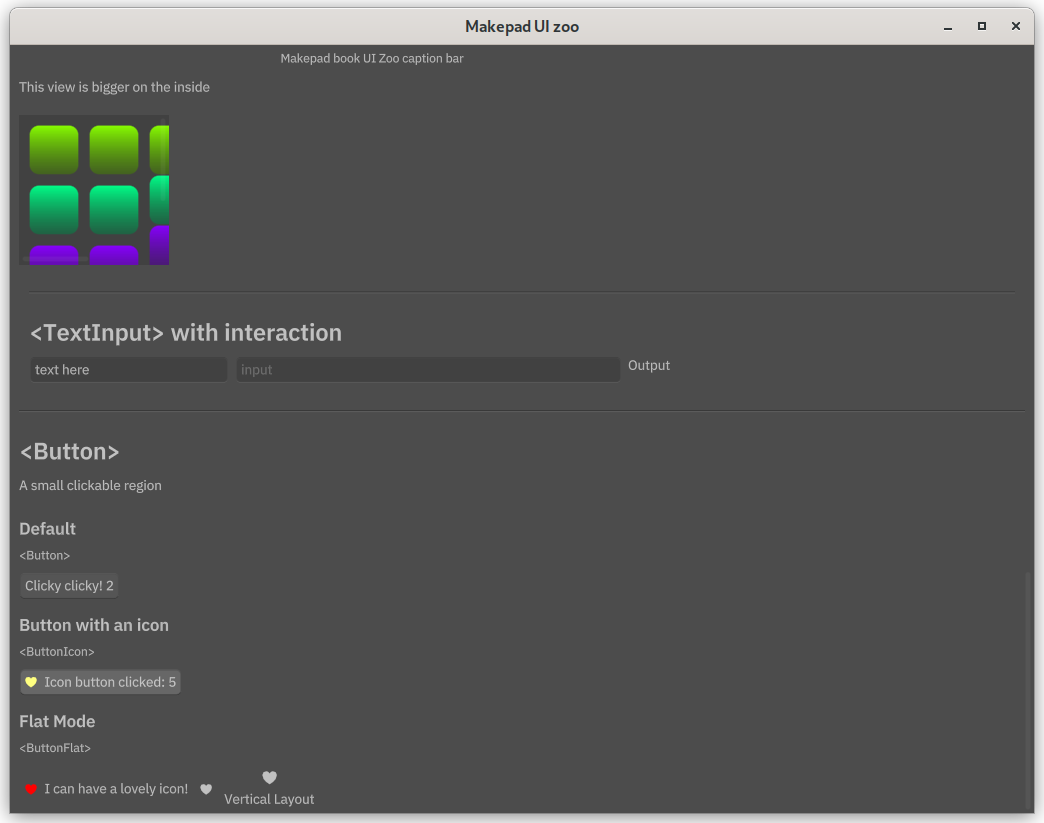 Makepad UI zoo
Makepad book UI Zoo caption bar
This view is bigger on the inside
<TextInput> with interaction
text here
input
Output
<Button>
A small clickable region
Default
<Button>
Clicky clicky! 2
Button with an icon
<ButtonIcon>
Icon button clicked: 5
Flat Mode
<ButtonFlat>
I can have a lovely icon!
Vertical Layout